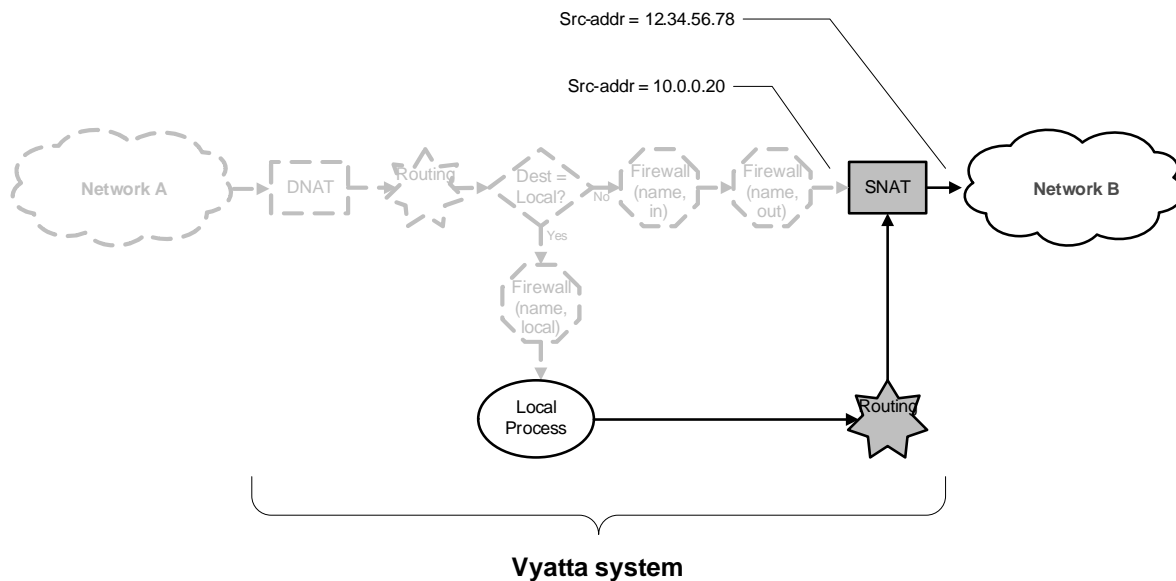 Src-addr = 12.34.56.78
Src-addr = 10.0.0.20
Network A
DNAT
Routing
Dest =
Local?
No
Yes
Firewall
(name,
in)
Firewall
(name,
out)
SNAT
Network B
Firewall
(name,
local)
Local
Process
Routing
Vyatta system